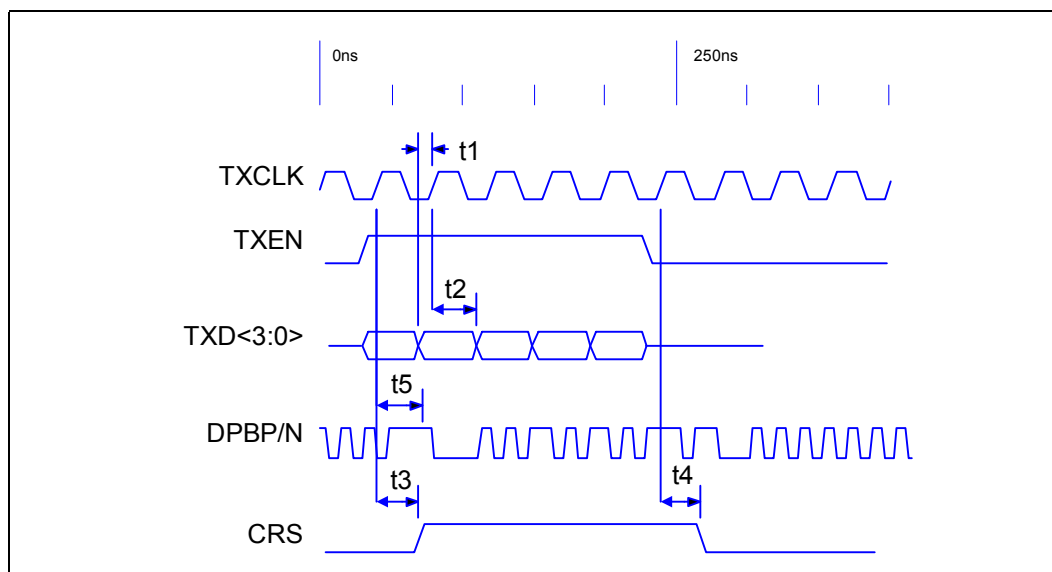 0ns 250ns
t1
TXCLK
TXEN
t2
TXD<3:0>
t5
DPBP/N
t3 t4
CRS